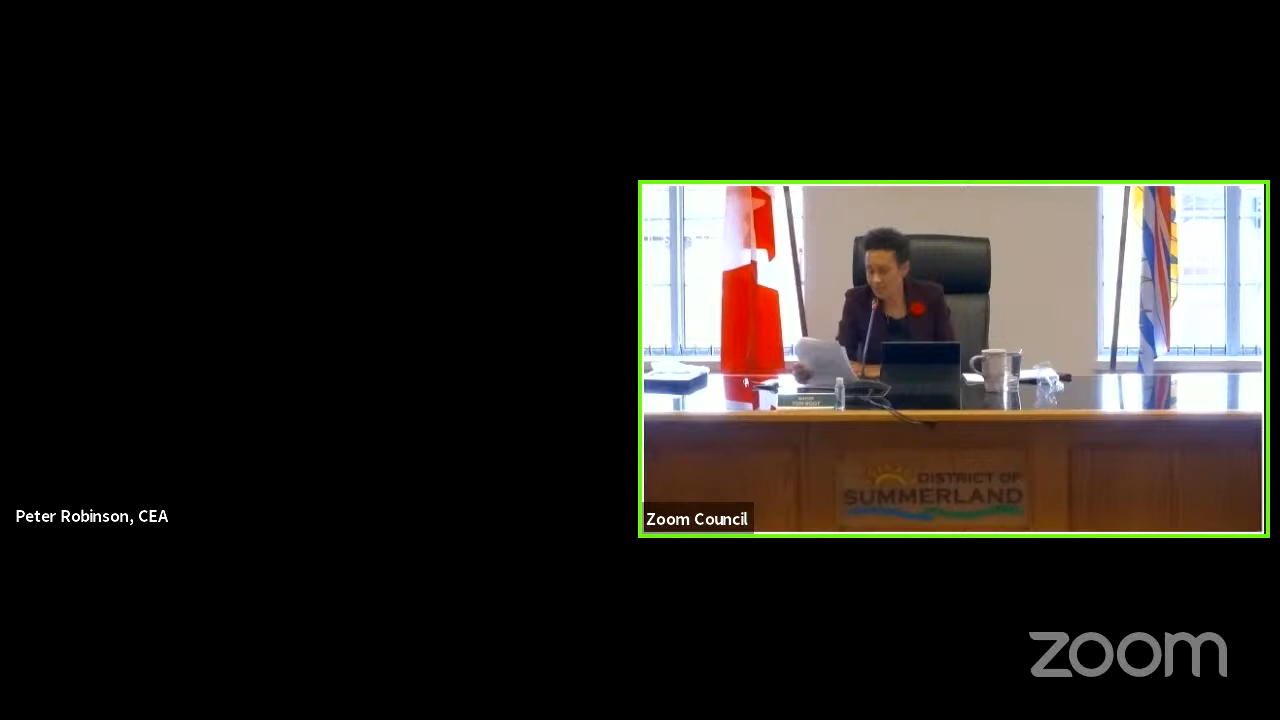 Peter Robinson, CEA
DISTRICT OF
SUMMERLAND
Zoom Council
zoom